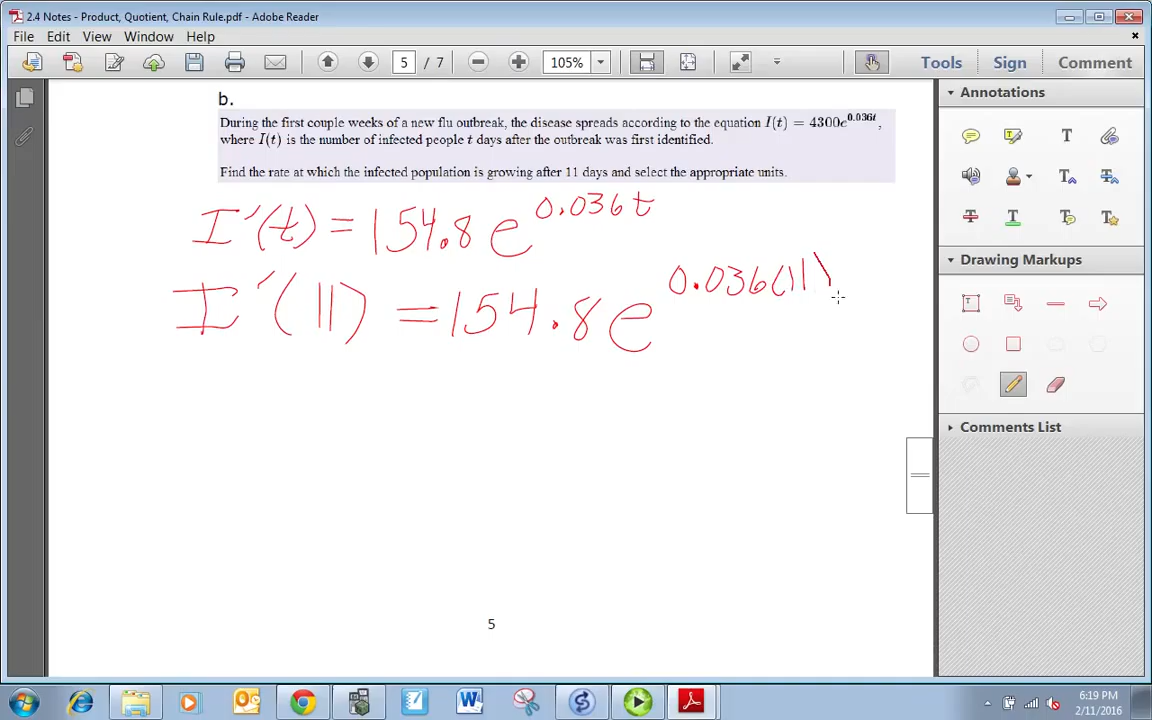 2.4 Notes - Product, Quotient, Chain Rule.pdf - Adobe Reader
File Edit View Window Help
5 / 7 105% Tools Sign Comment
b.
During the first couple weeks of a new flu outbreak, the disease spreads according to the equation I(t) = 4300e^0.036t,
where I(t) is the number of infected people t days after the outbreak was first identified.
Find the rate at which the infected population is growing after 11 days and select the appropriate units.
I'(t) = 154.8e^0.036t
I'(11) = 154.8e^0.036(11)
5
Annotations
Drawing Markups
Comments List
6:19 PM
2/11/2016